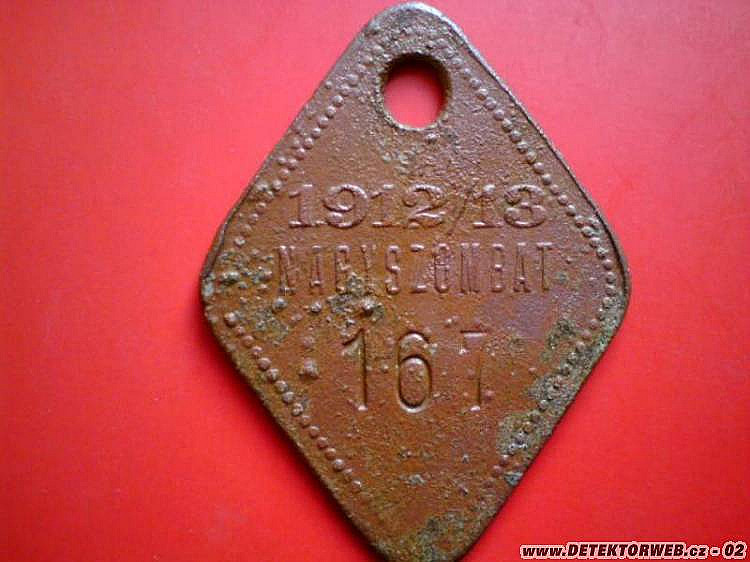 1912/13
NAGYSZOMBAT
167
www.DETEKTORWEB.cz - 02